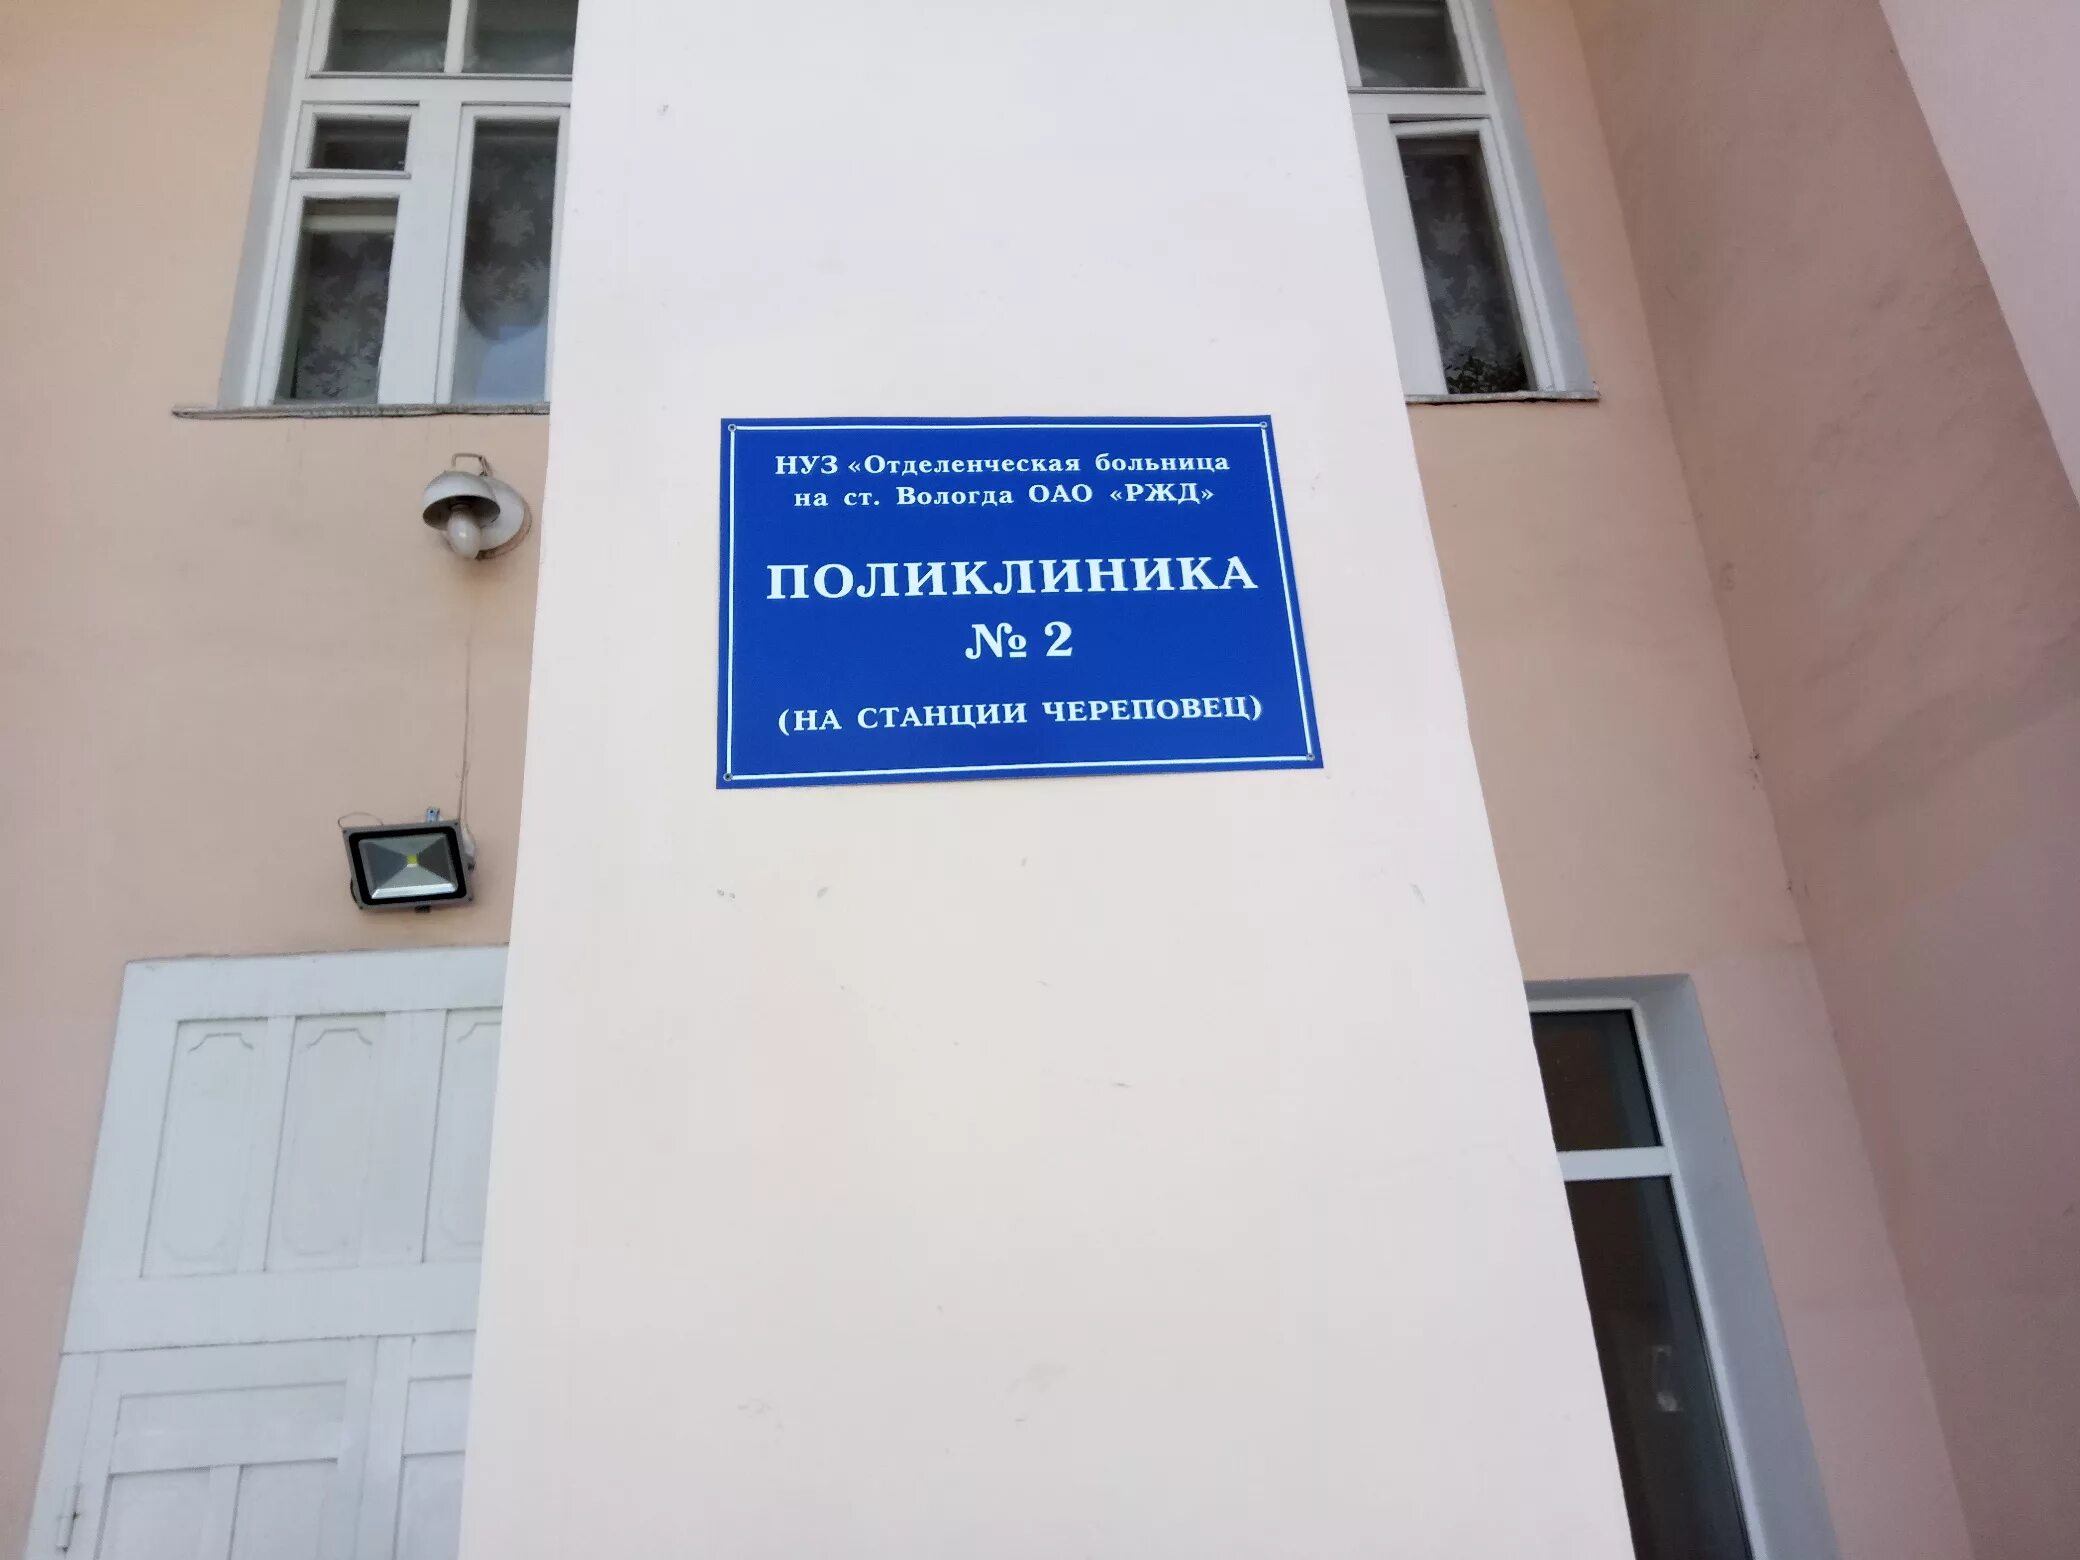 НУЗ «Отделенческая больница
на ст. Вологда ОАО «РЖД»
ПОЛИКЛИНИКА
№ 2
(НА СТАНЦИИ ЧЕРЕПОВЕЦ)